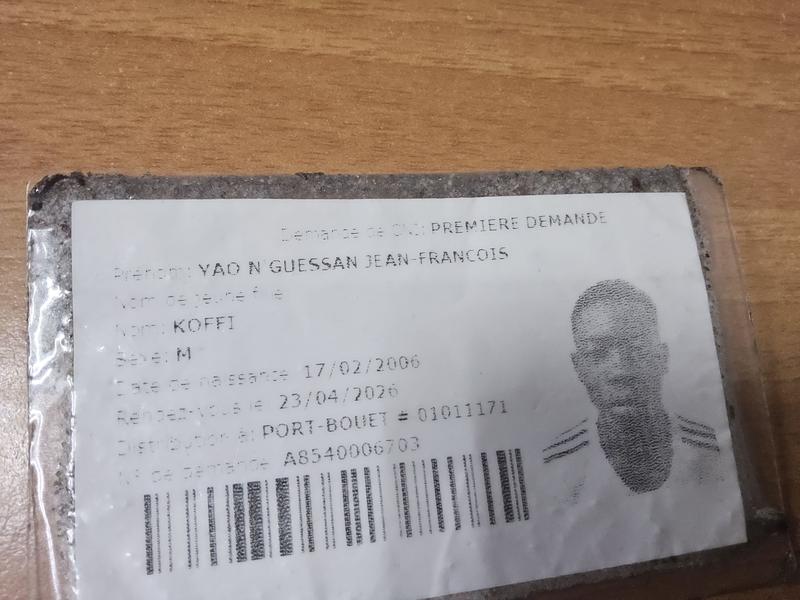 Demande de CNI: PREMIERE DEMANDE
Prénom: YAO N GUESSAN JEAN-FRANCOIS
Nom de jeune fille
Nom: KOFFI
Sexe: M
Date de naissance 17/02/2006
Rendez-vous le 23/04/2026
Distribution à: PORT-BOUET # 01011171
N° de demande A8540006703